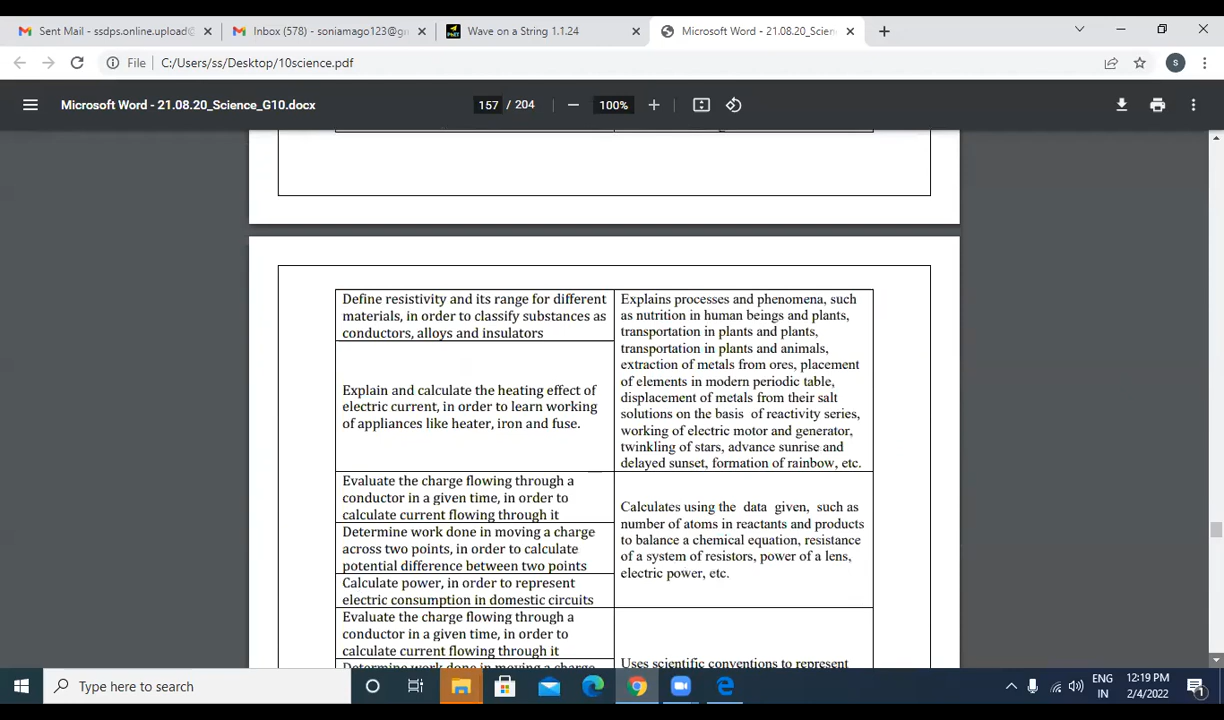 Sent Mail - ssdps.online.upload@
Inbox (578) - soniamago123@gm
Wave on a String 1.1.24
Microsoft Word - 21.08.20_Scien
File
C:/Users/ss/Desktop/10science.pdf
S
Microsoft Word - 21.08.20_Science_G10.docx
157 / 204
100%
Define resistivity and its range for different
materials, in order to classify substances as
conductors, alloys and insulators
Explain and calculate the heating effect of
electric current, in order to learn working
of appliances like heater, iron and fuse.
Evaluate the charge flowing through a
conductor in a given time, in order to
calculate current flowing through it
Determine work done in moving a charge
across two points, in order to calculate
potential difference between two points
Calculate power, in order to represent
electric consumption in domestic circuits
Evaluate the charge flowing through a
conductor in a given time, in order to
calculate current flowing through it
Determine work done in moving a charge
Explains processes and phenomena, such
as nutrition in human beings and plants,
transportation in plants and plants,
transportation in plants and animals,
extraction of metals from ores, placement
of elements in modern periodic table,
displacement of metals from their salt
solutions on the basis of reactivity series,
working of electric motor and generator,
twinkling of stars, advance sunrise and
delayed sunset, formation of rainbow, etc.
Calculates using the data given, such as
number of atoms in reactants and products
to balance a chemical equation, resistance
of a system of resistors, power of a lens,
electric power, etc.
Uses scientific conventions to represent
Type here to search
ENG
IN
12:19 PM
2/4/2022
1